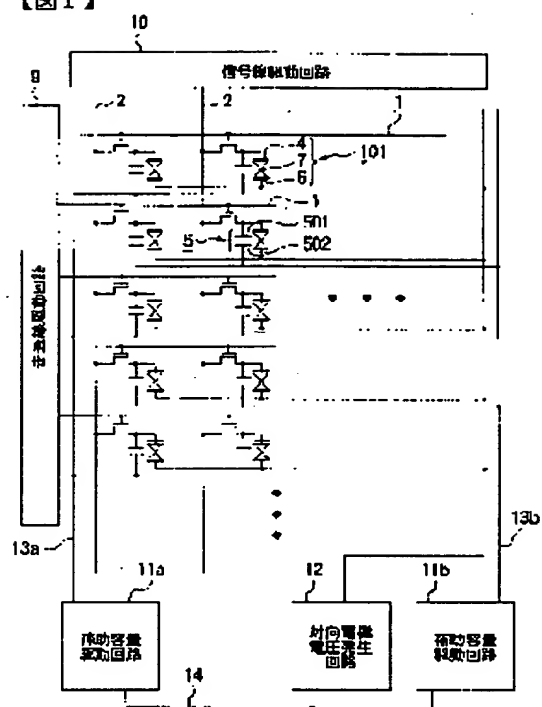 【図1】
10
信号線駆動回路
9
2
2
1
4
7
6
101
1
5
501
502
走査線駆動回路
13a
13b
11a
12
11b
補助容量
駆動回路
対向電極
電圧発生
回路
補助容量
駆動回路
14